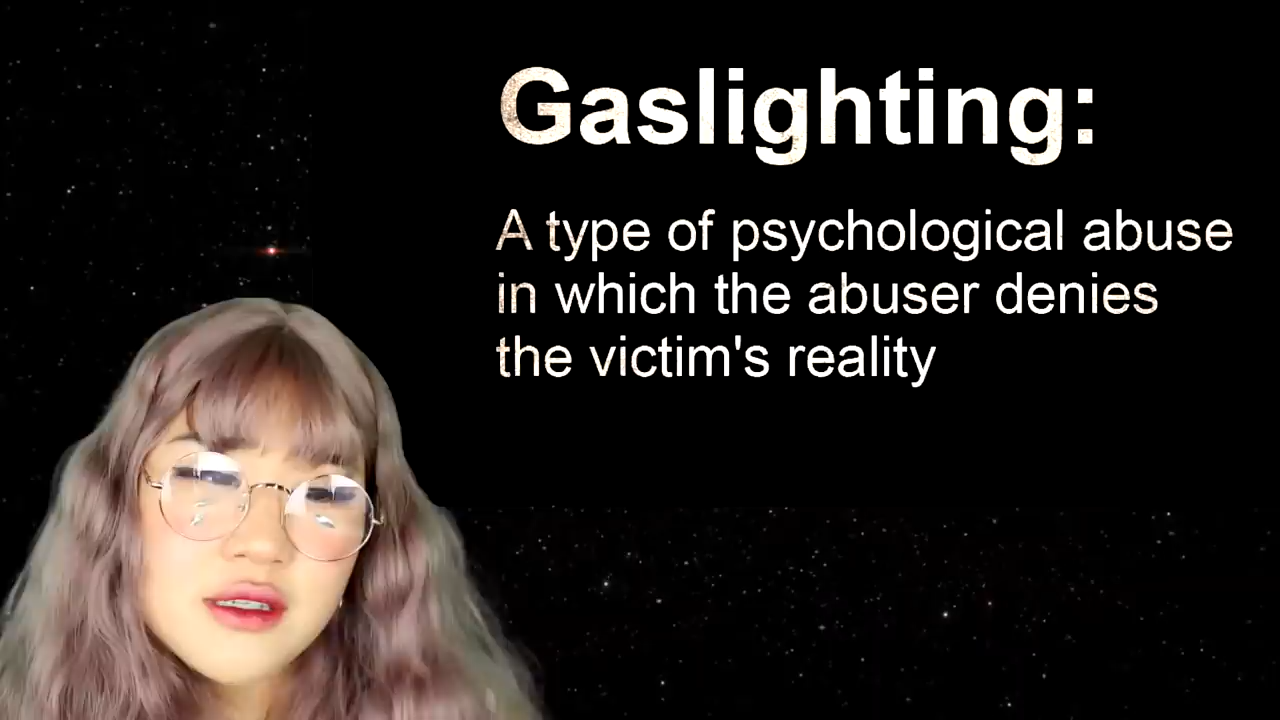 Gaslighting:
A type of psychological abuse
in which the abuser denies
the victim's reality